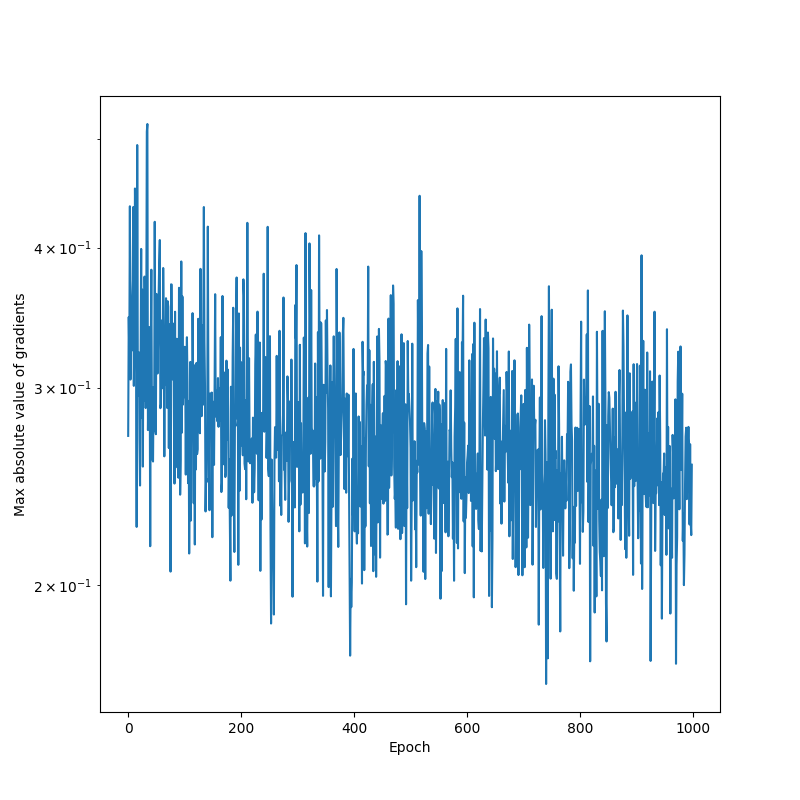 Max absolute value of gradients
4 × 10⁻¹
3 × 10⁻¹
2 × 10⁻¹
0 200 400 600 800 1000
Epoch